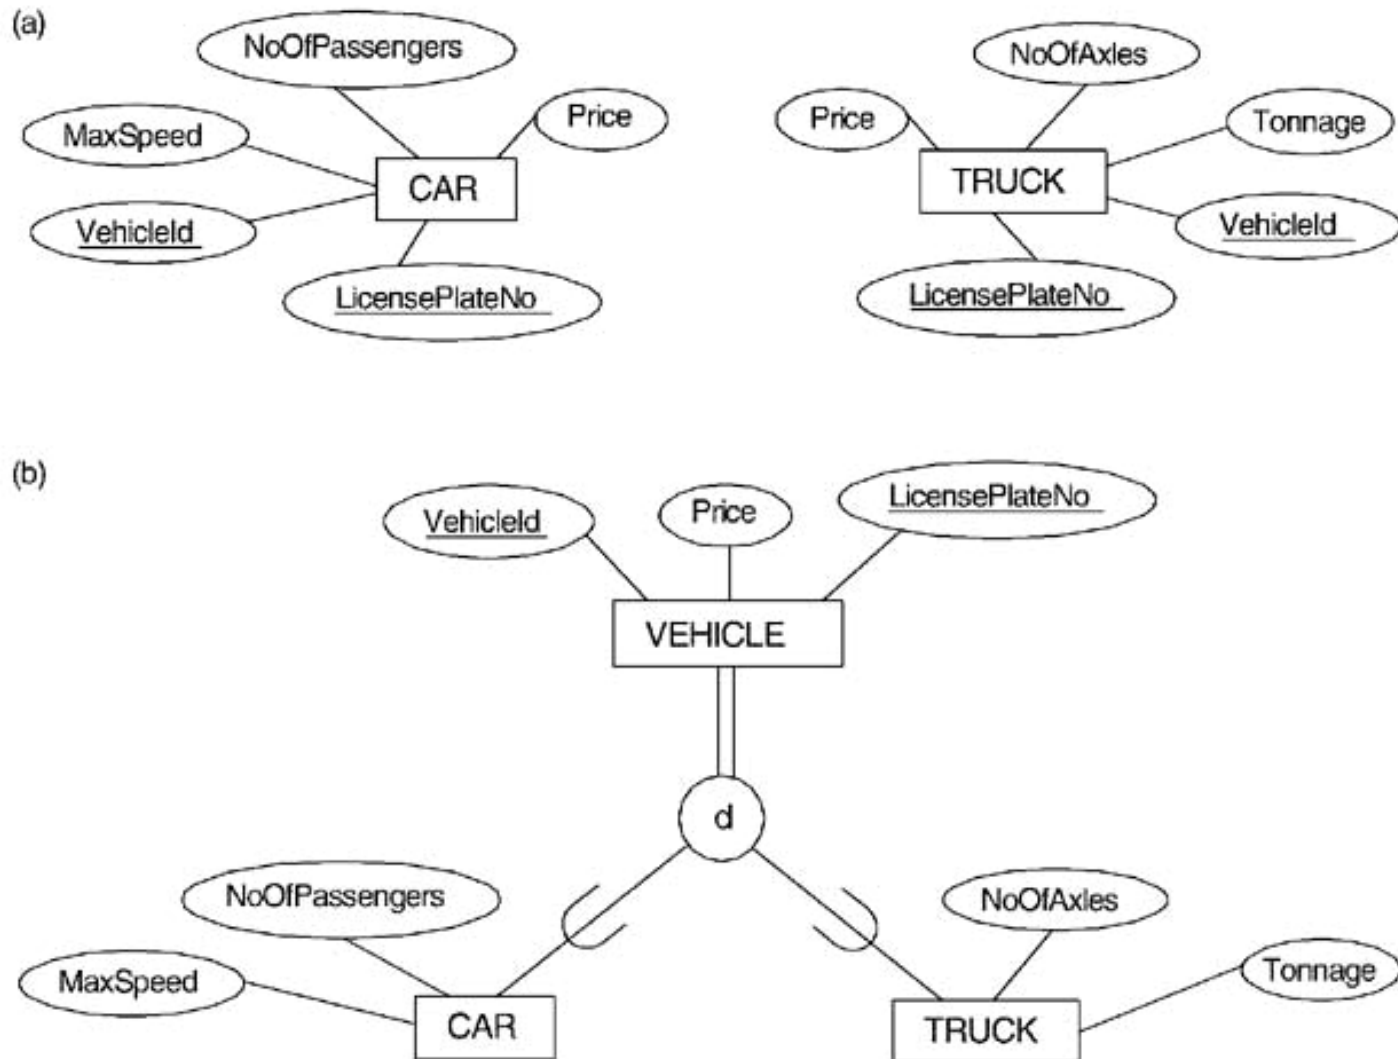 (a)
NoOfPassengers
NoOfAxles
MaxSpeed
Price
Price
Tonnage
CAR
TRUCK
VehicleId
VehicleId
LicensePlateNo
LicensePlateNo
(b)
VehicleId
Price
LicensePlateNo
VEHICLE
d
NoOfPassengers
NoOfAxles
MaxSpeed
Tonnage
CAR
TRUCK